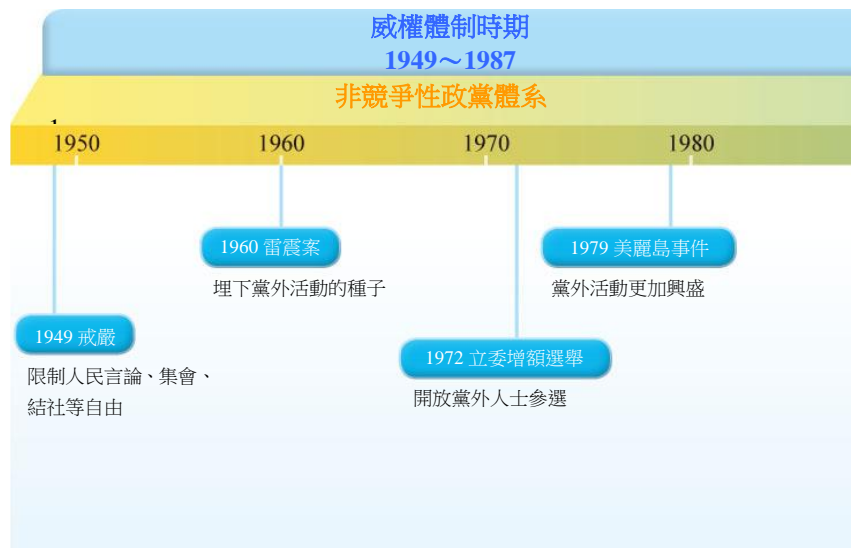 威權體制時期
1949～1987
非競爭性政黨體系
1950 1960 1970 1980
1960 雷震案
埋下黨外活動的種子
1979 美麗島事件
黨外活動更加興盛
1949 戒嚴
限制人民言論、集會、
結社等自由
1972 立委增額選舉
開放黨外人士參選